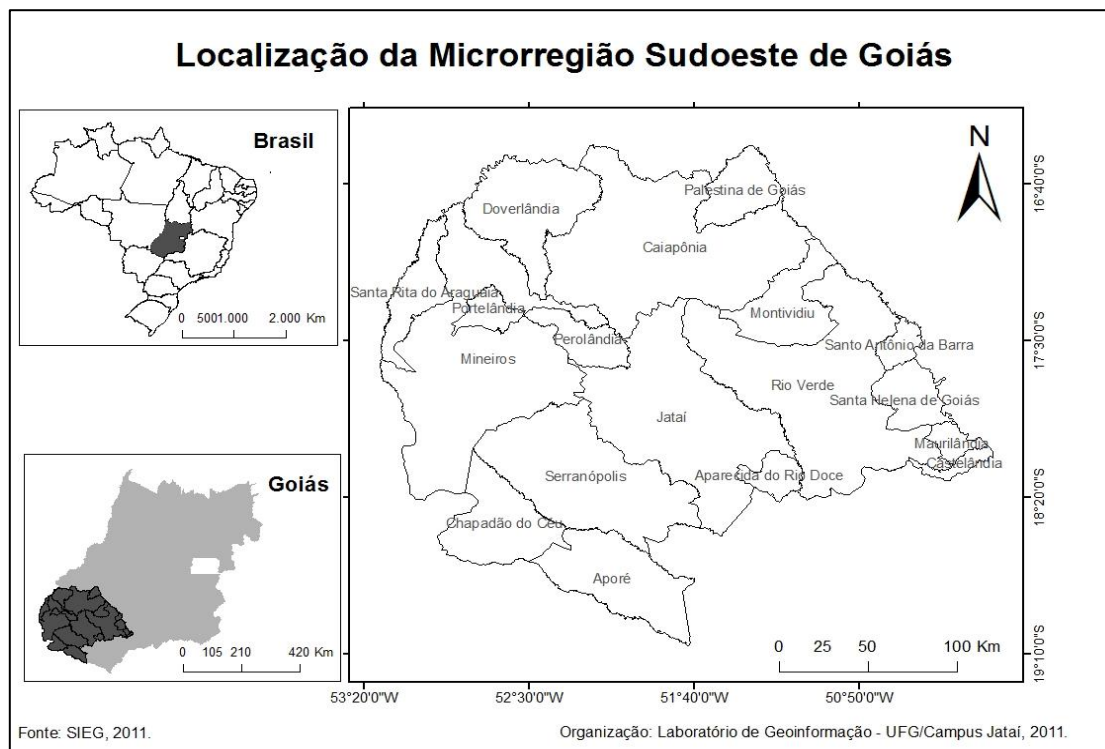 Localização da Microrregião Sudoeste de Goiás
Brasil
0 5001.000 2.000 Km
Goiás
0 105 210 420 Km
N
Palestina de Goiás
Doverlândia
Caiapônia
Santa Rita do Araguaia
Portelândia
Montividiu
Perolândia
Santo Antônio da Barra
Mineiros
Rio Verde
Santa Helena de Goiás
Jataí
Maurilândia
Castelândia
Serranópolis
Aparecida do Rio Doce
Chapadão do Céu
Aporé
0 25 50 100 Km
16°40'0"S
17°30'0"S
18°20'0"S
19°10'0"S
53°20'0"W 52°30'0"W 51°40'0"W 50°50'0"W
Fonte: SIEG, 2011.
Organização: Laboratório de Geoinformação - UFG/Campus Jataí, 2011.